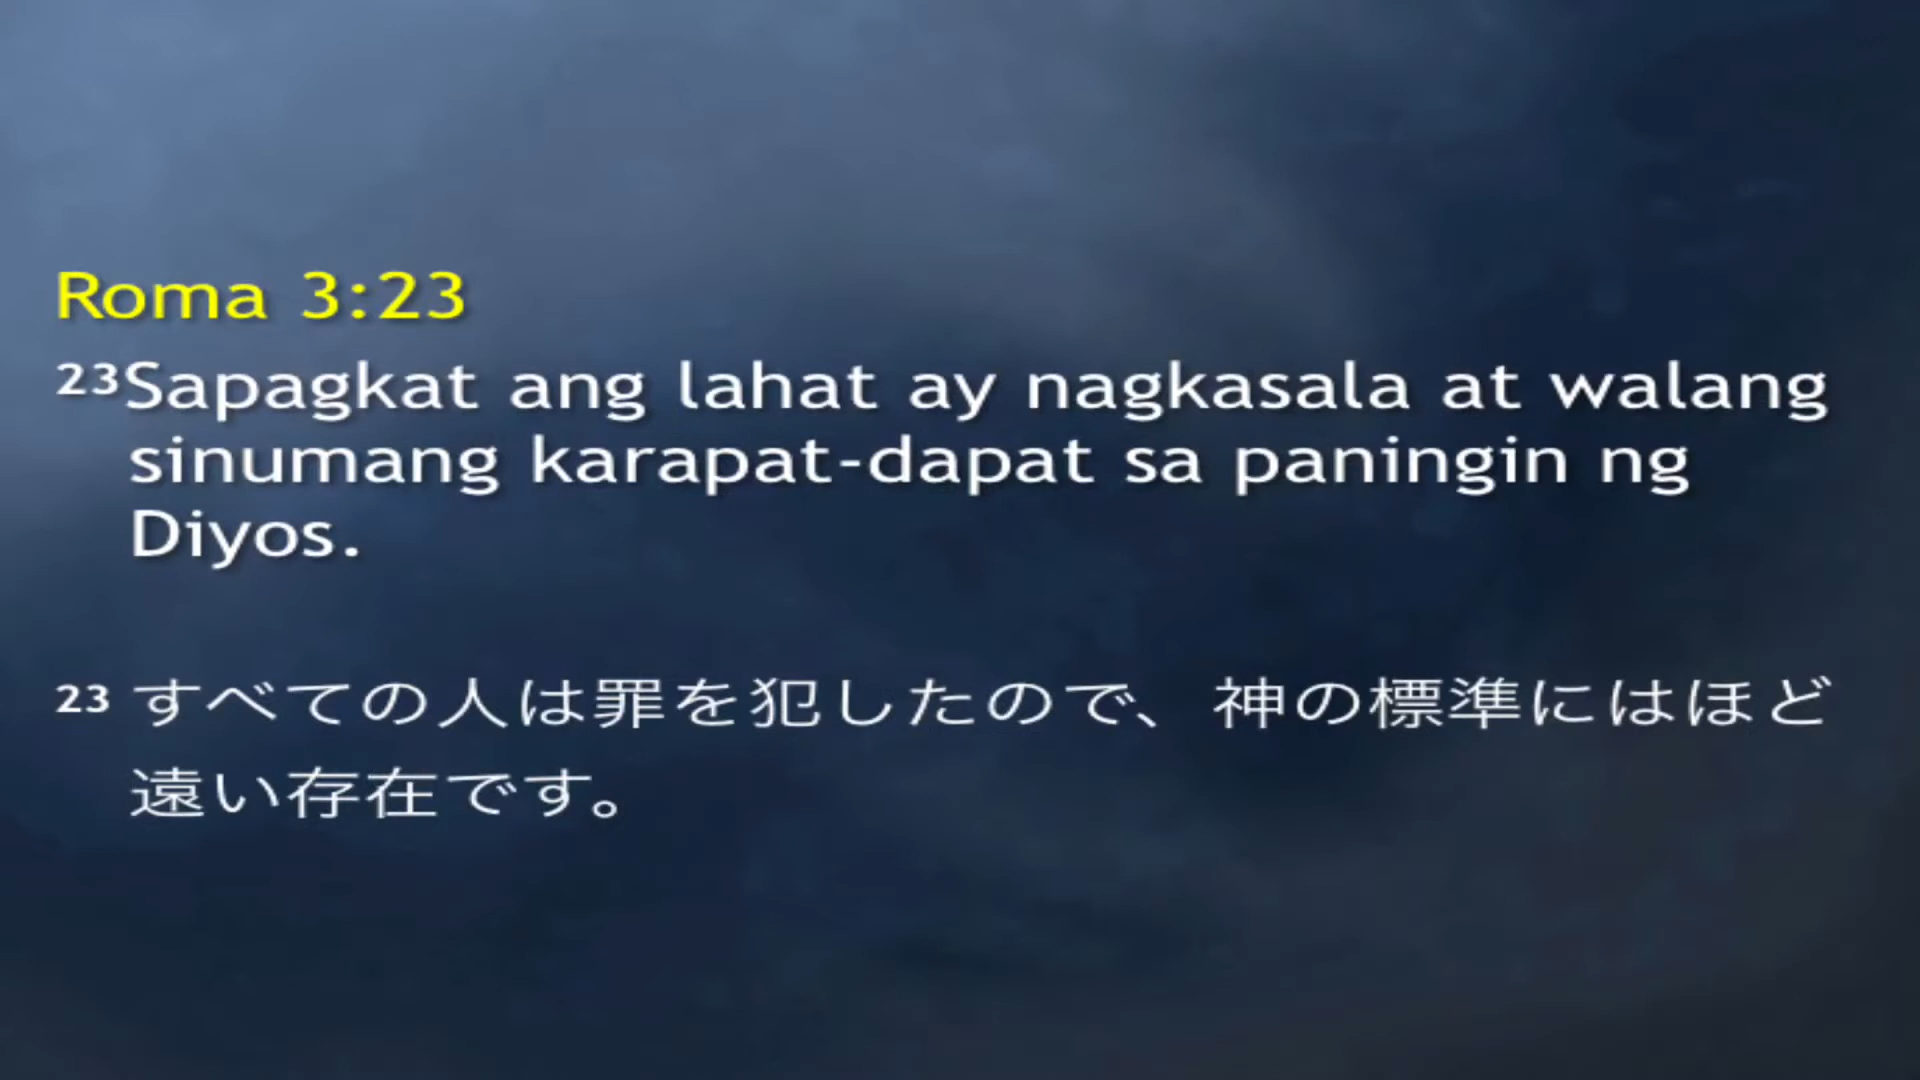 Roma 3:23
²³Sapagkat ang lahat ay nagkasala at walang
sinumang karapat-dapat sa paningin ng
Diyos.
²³ すべての人は罪を犯したので、 神の標準にはほど
遠い存在です。